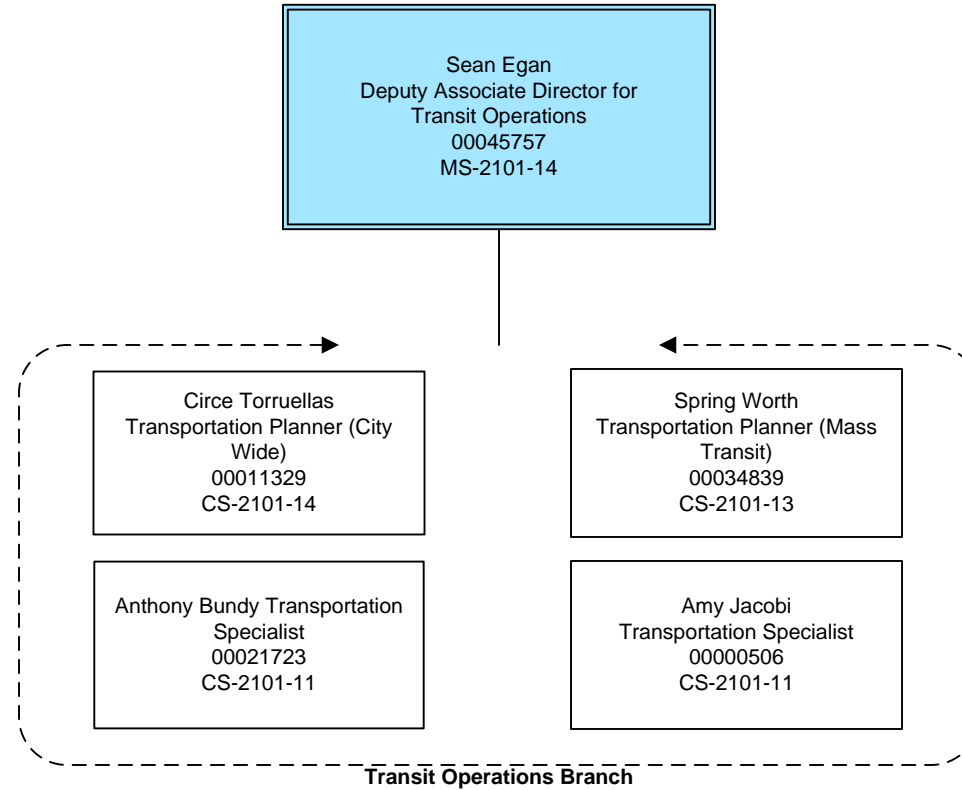 Sean Egan
Deputy Associate Director for
Transit Operations
00045757
MS-2101-14
Circe Torruellas
Transportation Planner (City
Wide)
00011329
CS-2101-14
Spring Worth
Transportation Planner (Mass
Transit)
00034839
CS-2101-13
Anthony Bundy Transportation
Specialist
00021723
CS-2101-11
Amy Jacobi
Transportation Specialist
00000506
CS-2101-11
Transit Operations Branch